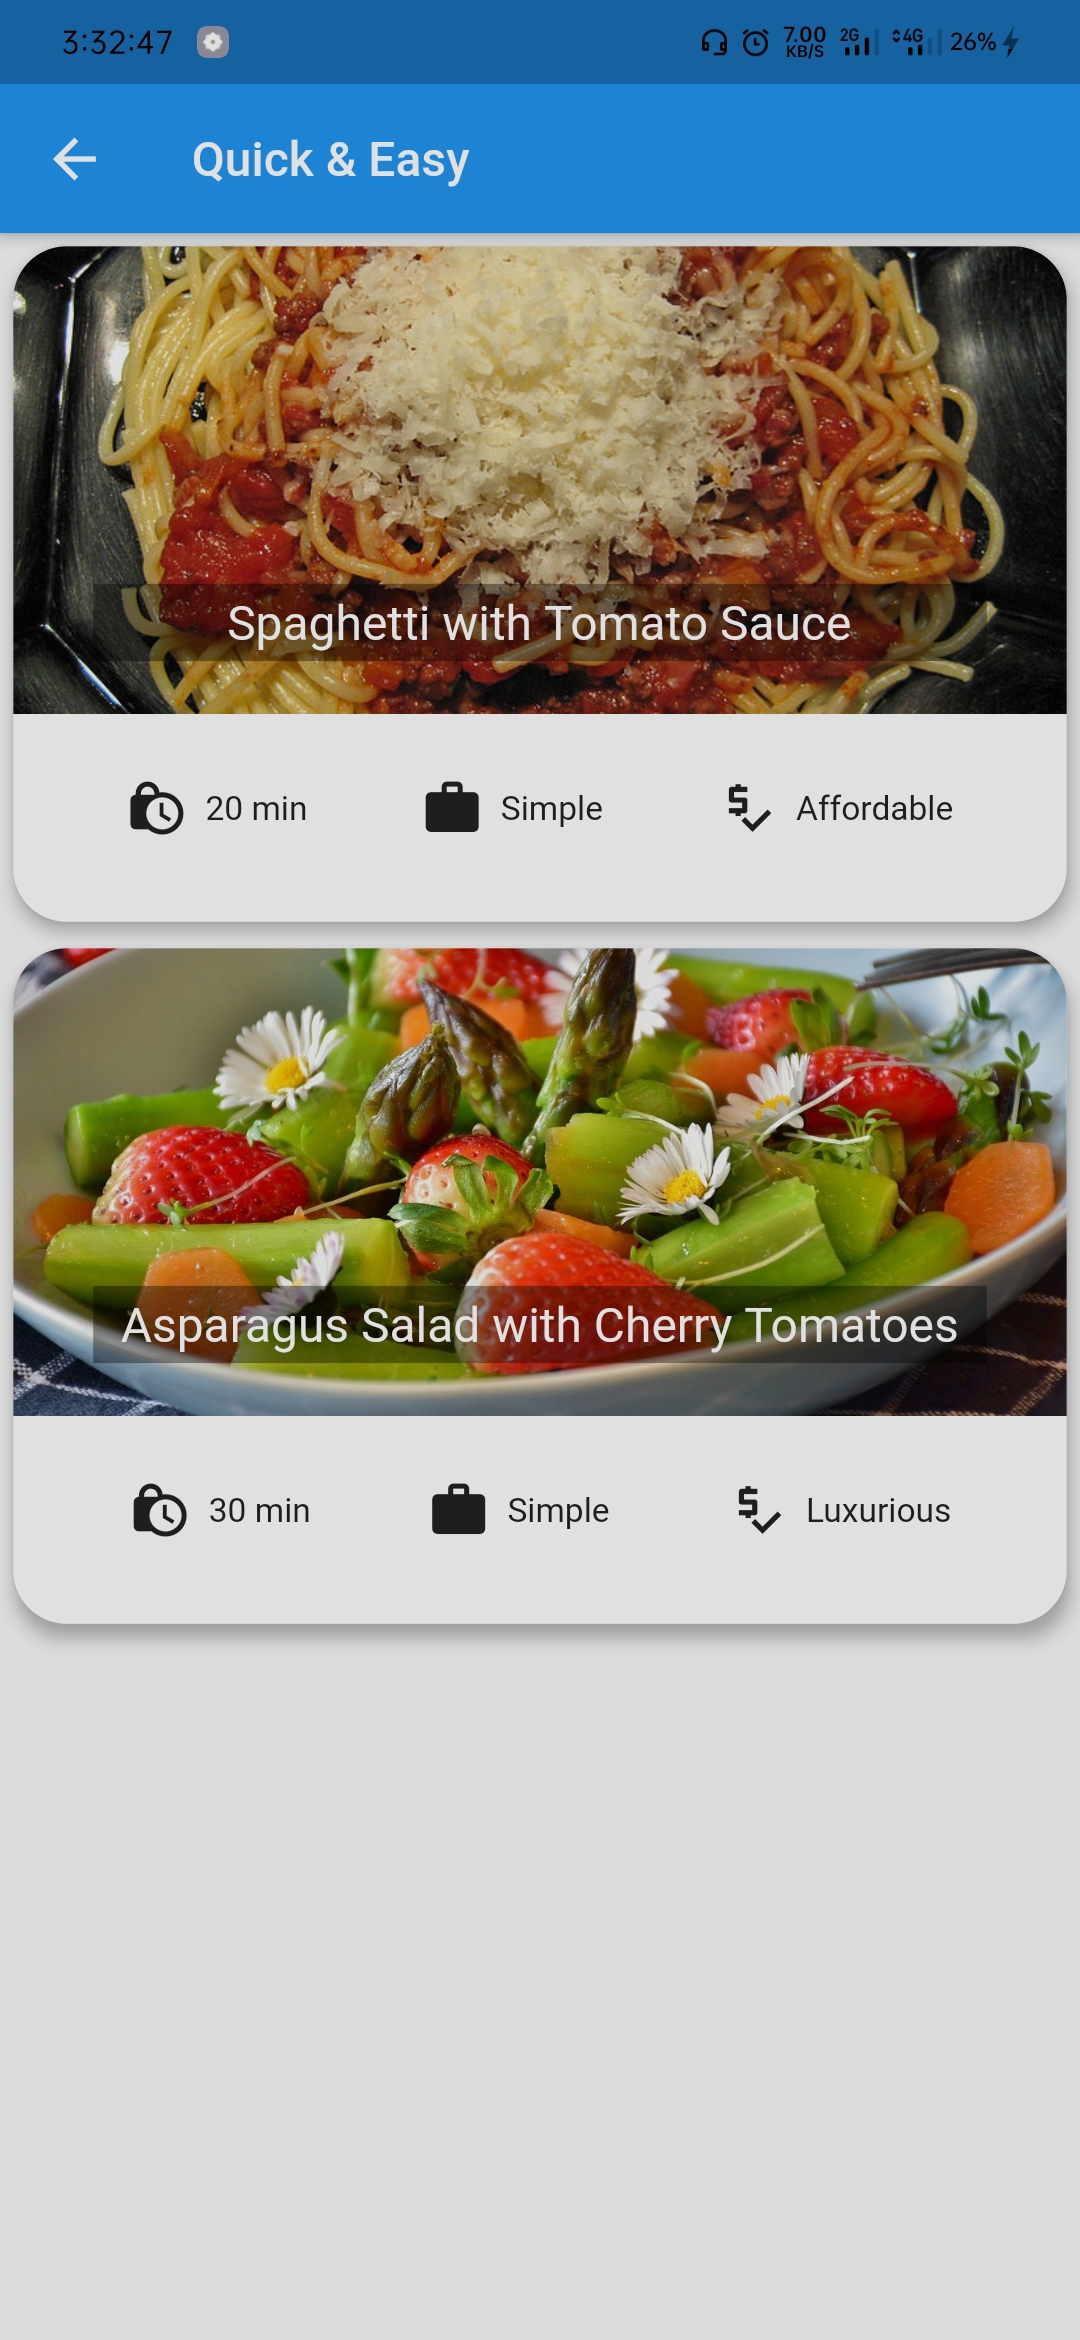 3:32:47
7.00 KB/S 2G 4G 26%
Quick & Easy
Spaghetti with Tomato Sauce
20 min Simple Affordable
Asparagus Salad with Cherry Tomatoes
30 min Simple Luxurious